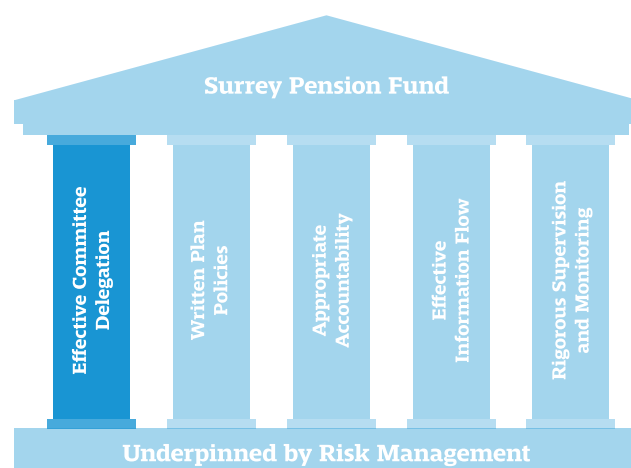 Surrey Pension Fund
Effective Committee
Delegation
Written Plan
Policies
Appropriate
Accountability
Effective
Information Flow
Rigorous Supervision
and Monitoring
Underpinned by Risk Management